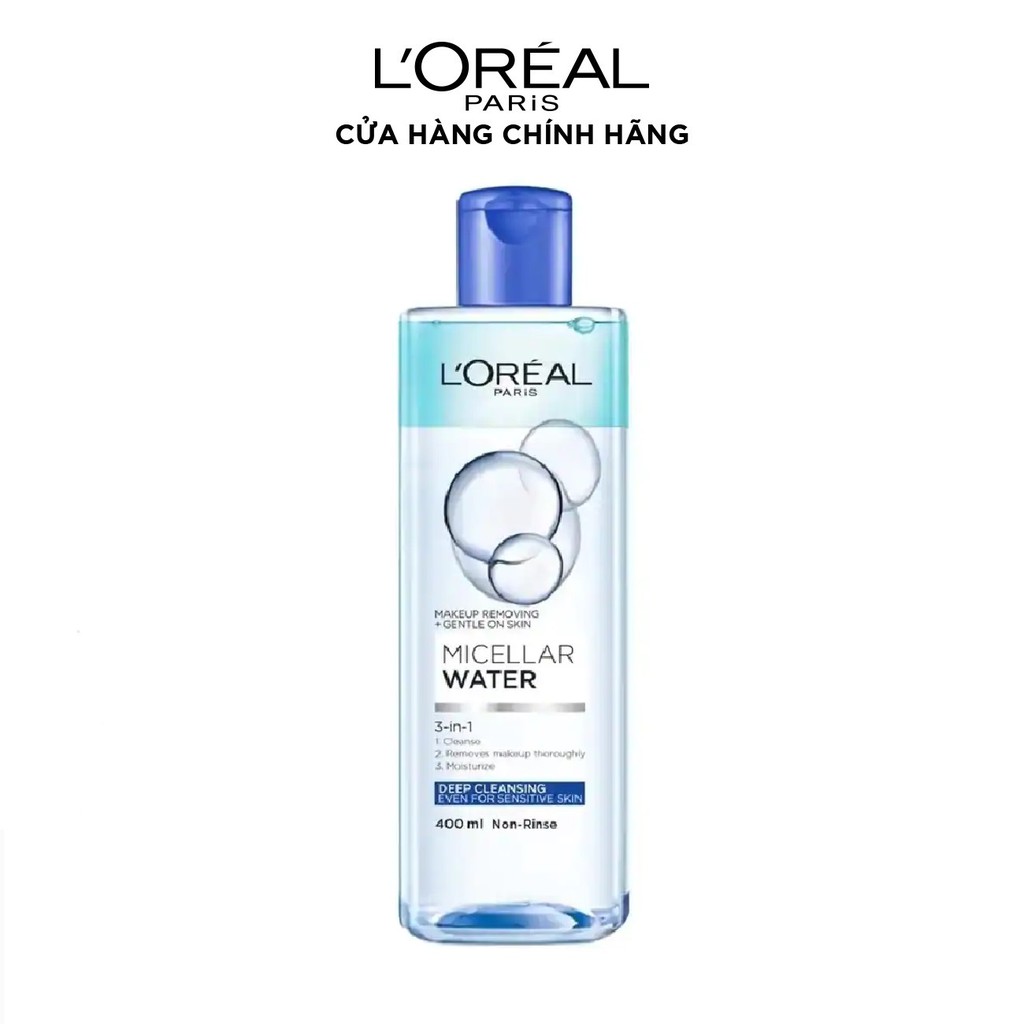 L'ORÉAL
PARiS
CỬA HÀNG CHÍNH HÃNG
L'ORÉAL
PARiS
MAKEUP REMOVING
+ GENTLE ON SKIN
MICELLAR
WATER
3-in-1
1. Cleanse
2. Removes makeup thoroughly
3. Moisturize
DEEP CLEANSING
EVEN FOR SENSITIVE SKIN
400 ml Non-Rinse